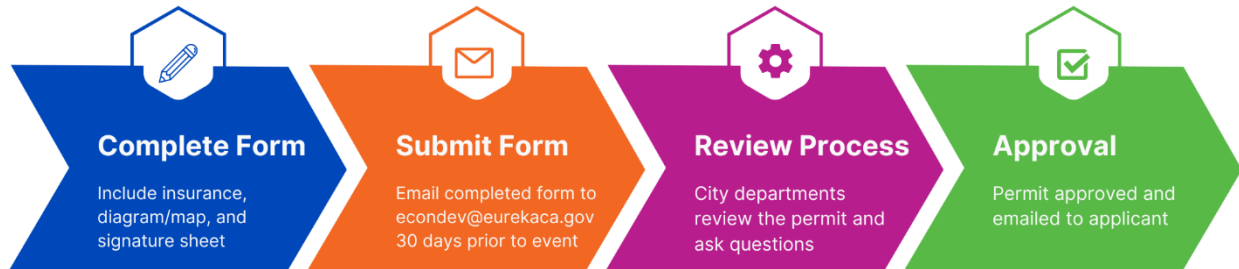 Complete Form
Include insurance,
diagram/map, and
signature sheet
Submit Form
Email completed form to
econdev@eurekaca.gov
30 days prior to event
Review Process
City departments
review the permit and
ask questions
Approval
Permit approved and
emailed to applicant